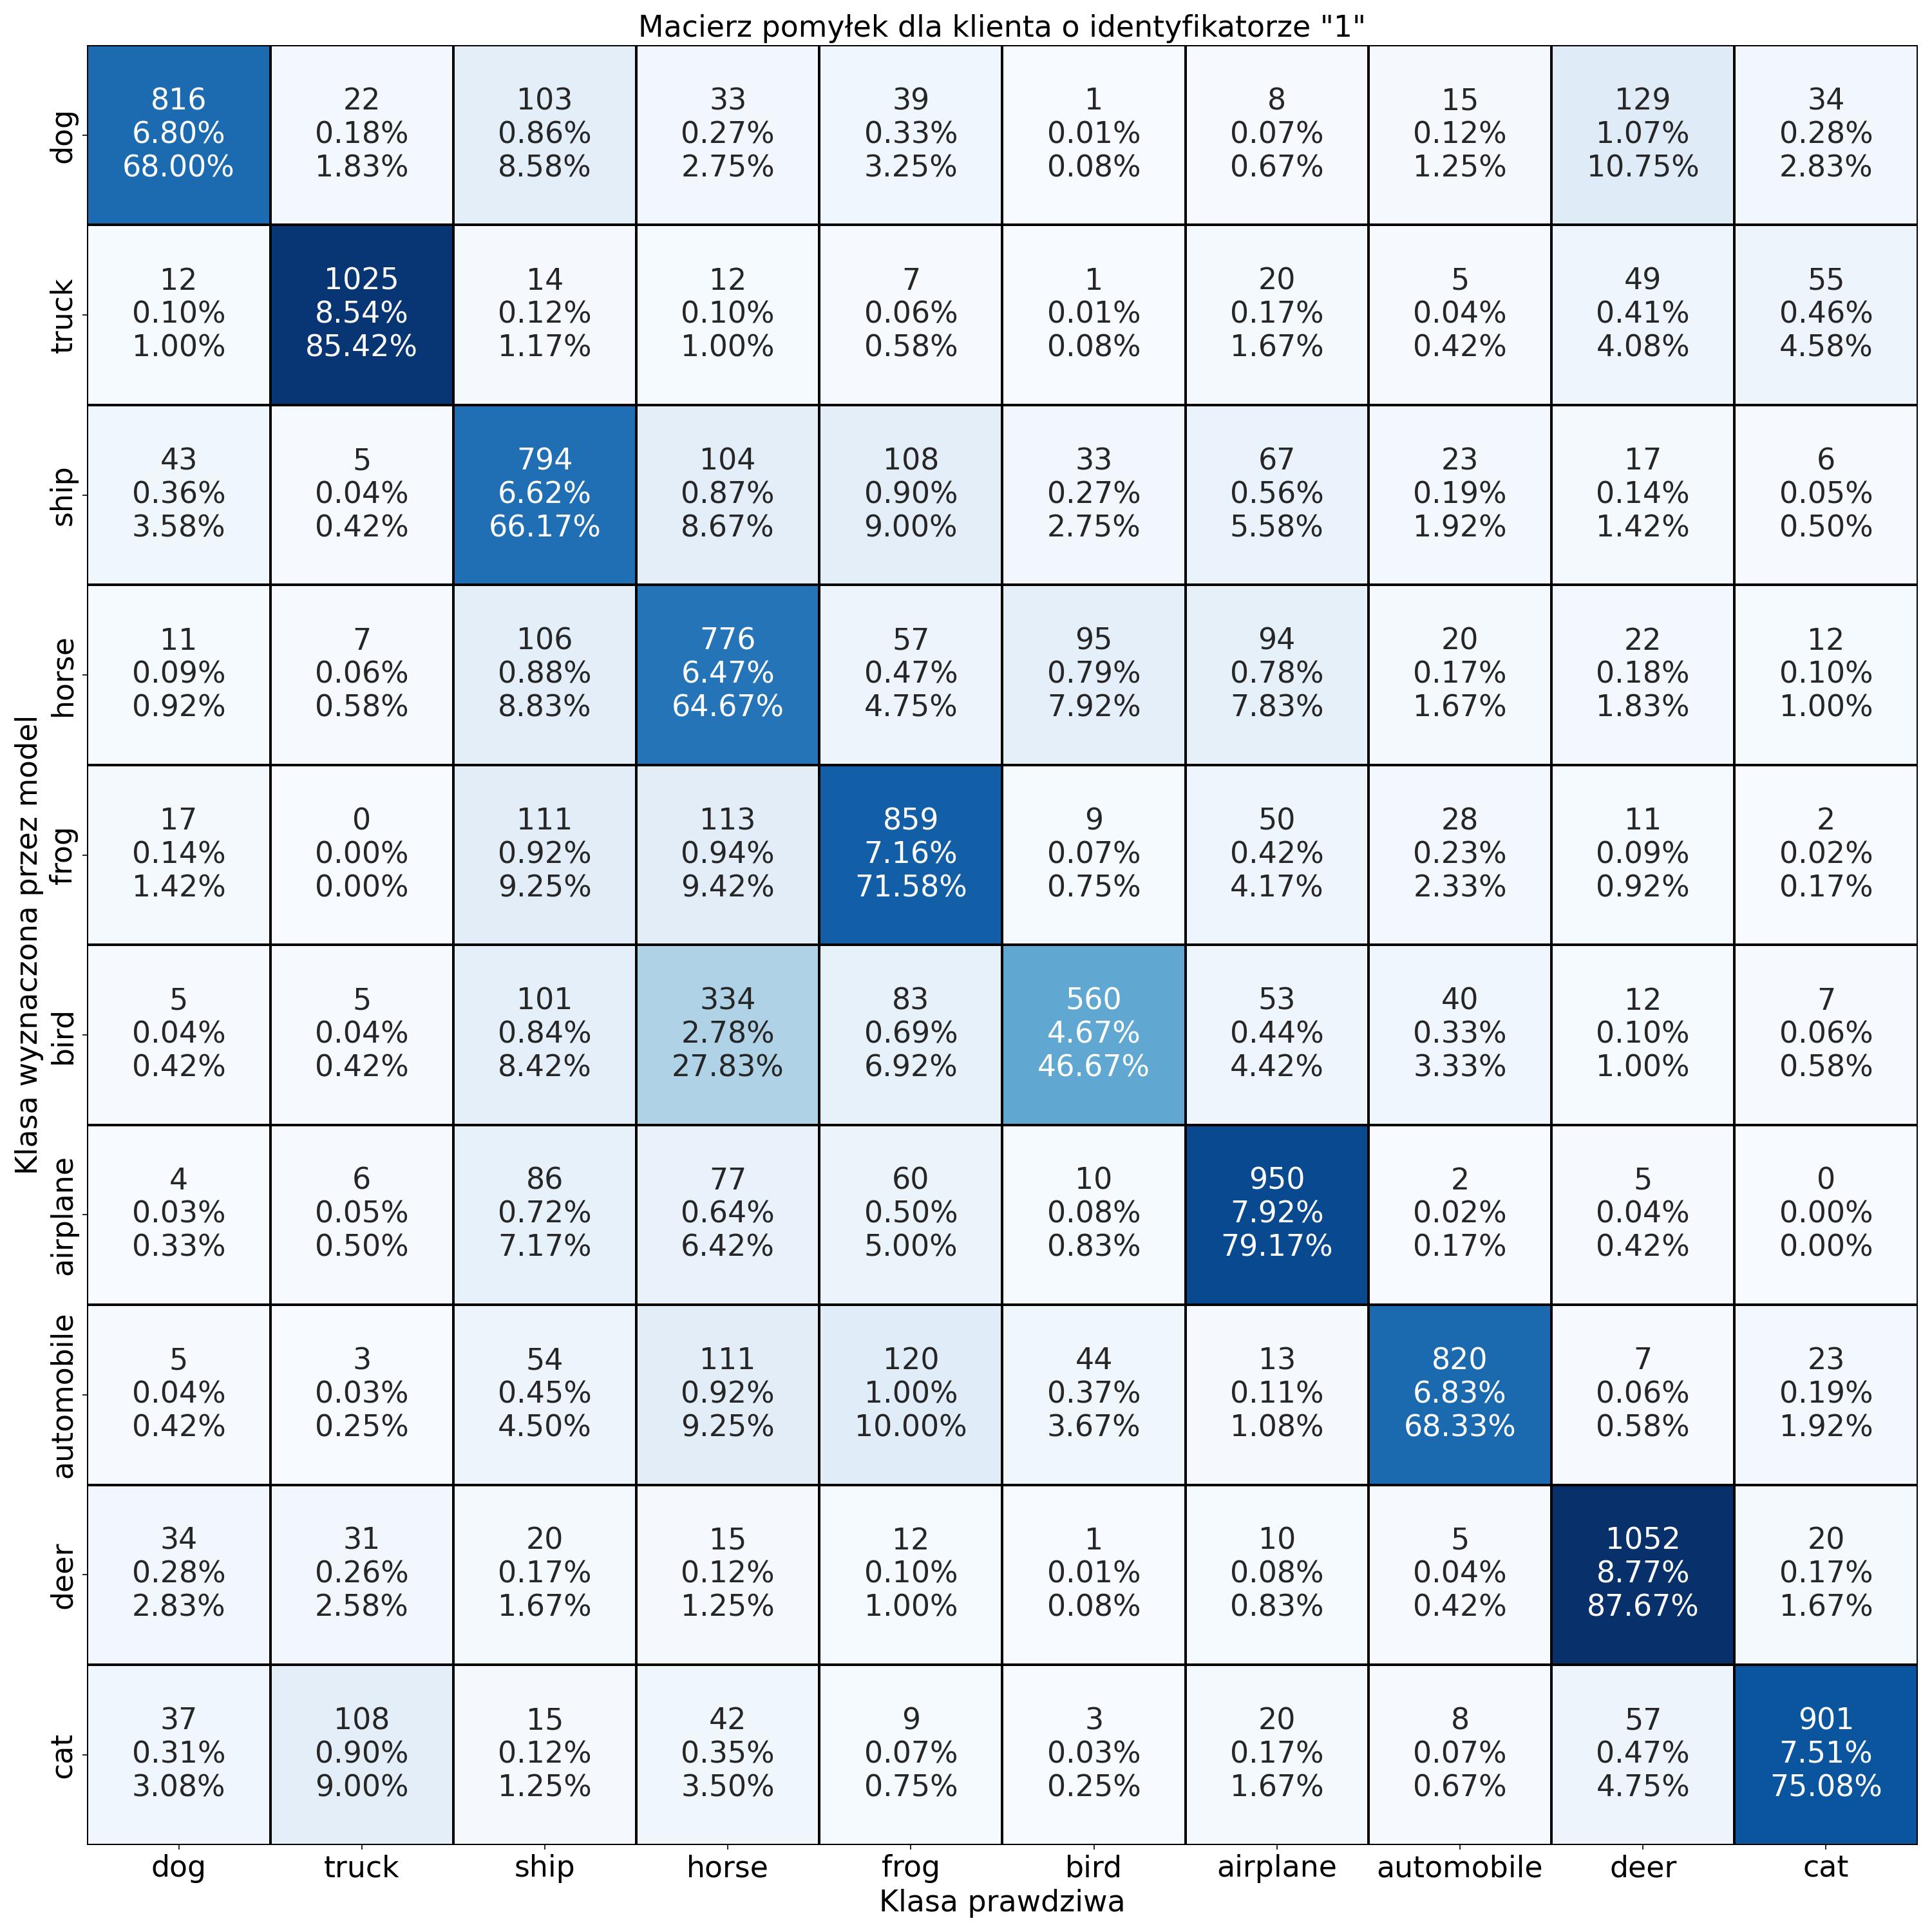 Macierz pomyłek dla klienta o identyfikatorze "1"
Klasa wyznaczona przez model
dog
816 22 103 33 39 1 8 15 129 34
6.80% 0.18% 0.86% 0.27% 0.33% 0.01% 0.07% 0.12% 1.07% 0.28%
68.00% 1.83% 8.58% 2.75% 3.25% 0.08% 0.67% 1.25% 10.75% 2.83%
truck
12 1025 14 12 7 1 20 5 49 55
0.10% 8.54% 0.12% 0.10% 0.06% 0.01% 0.17% 0.04% 0.41% 0.46%
1.00% 85.42% 1.17% 1.00% 0.58% 0.08% 1.67% 0.42% 4.08% 4.58%
ship
43 5 794 104 108 33 67 23 17 6
0.36% 0.04% 6.62% 0.87% 0.90% 0.27% 0.56% 0.19% 0.14% 0.05%
3.58% 0.42% 66.17% 8.67% 9.00% 2.75% 5.58% 1.92% 1.42% 0.50%
horse
11 7 106 776 57 95 94 20 22 12
0.09% 0.06% 0.88% 6.47% 0.47% 0.79% 0.78% 0.17% 0.18% 0.10%
0.92% 0.58% 8.83% 64.67% 4.75% 7.92% 7.83% 1.67% 1.83% 1.00%
frog
17 0 111 113 859 9 50 28 11 2
0.14% 0.00% 0.92% 0.94% 7.16% 0.07% 0.42% 0.23% 0.09% 0.02%
1.42% 0.00% 9.25% 9.42% 71.58% 0.75% 4.17% 2.33% 0.92% 0.17%
bird
5 5 101 334 83 560 53 40 12 7
0.04% 0.04% 0.84% 2.78% 0.69% 4.67% 0.44% 0.33% 0.10% 0.06%
0.42% 0.42% 8.42% 27.83% 6.92% 46.67% 4.42% 3.33% 1.00% 0.58%
airplane
4 6 86 77 60 10 950 2 5 0
0.03% 0.05% 0.72% 0.64% 0.50% 0.08% 7.92% 0.02% 0.04% 0.00%
0.33% 0.50% 7.17% 6.42% 5.00% 0.83% 79.17% 0.17% 0.42% 0.00%
automobile
5 3 54 111 120 44 13 820 7 23
0.04% 0.03% 0.45% 0.92% 1.00% 0.37% 0.11% 6.83% 0.06% 0.19%
0.42% 0.25% 4.50% 9.25% 10.00% 3.67% 1.08% 68.33% 0.58% 1.92%
deer
34 31 20 15 12 1 10 5 1052 20
0.28% 0.26% 0.17% 0.12% 0.10% 0.01% 0.08% 0.04% 8.77% 0.17%
2.83% 2.58% 1.67% 1.25% 1.00% 0.08% 0.83% 0.42% 87.67% 1.67%
cat
37 108 15 42 9 3 20 8 57 901
0.31% 0.90% 0.12% 0.35% 0.07% 0.03% 0.17% 0.07% 0.47% 7.51%
3.08% 9.00% 1.25% 3.50% 0.75% 0.25% 1.67% 0.67% 4.75% 75.08%
dog truck ship horse frog bird airplane automobile deer cat
Klasa prawdziwa